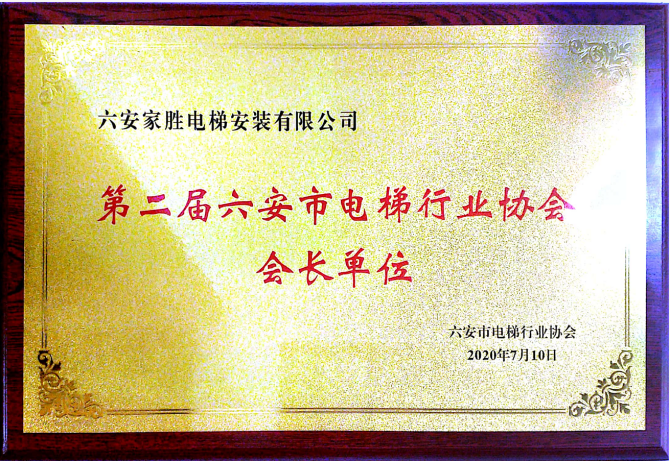 六安家胜电梯安装有限公司
第二届六安市电梯行业协会
会长单位
六安市电梯行业协会
2020年7月10日